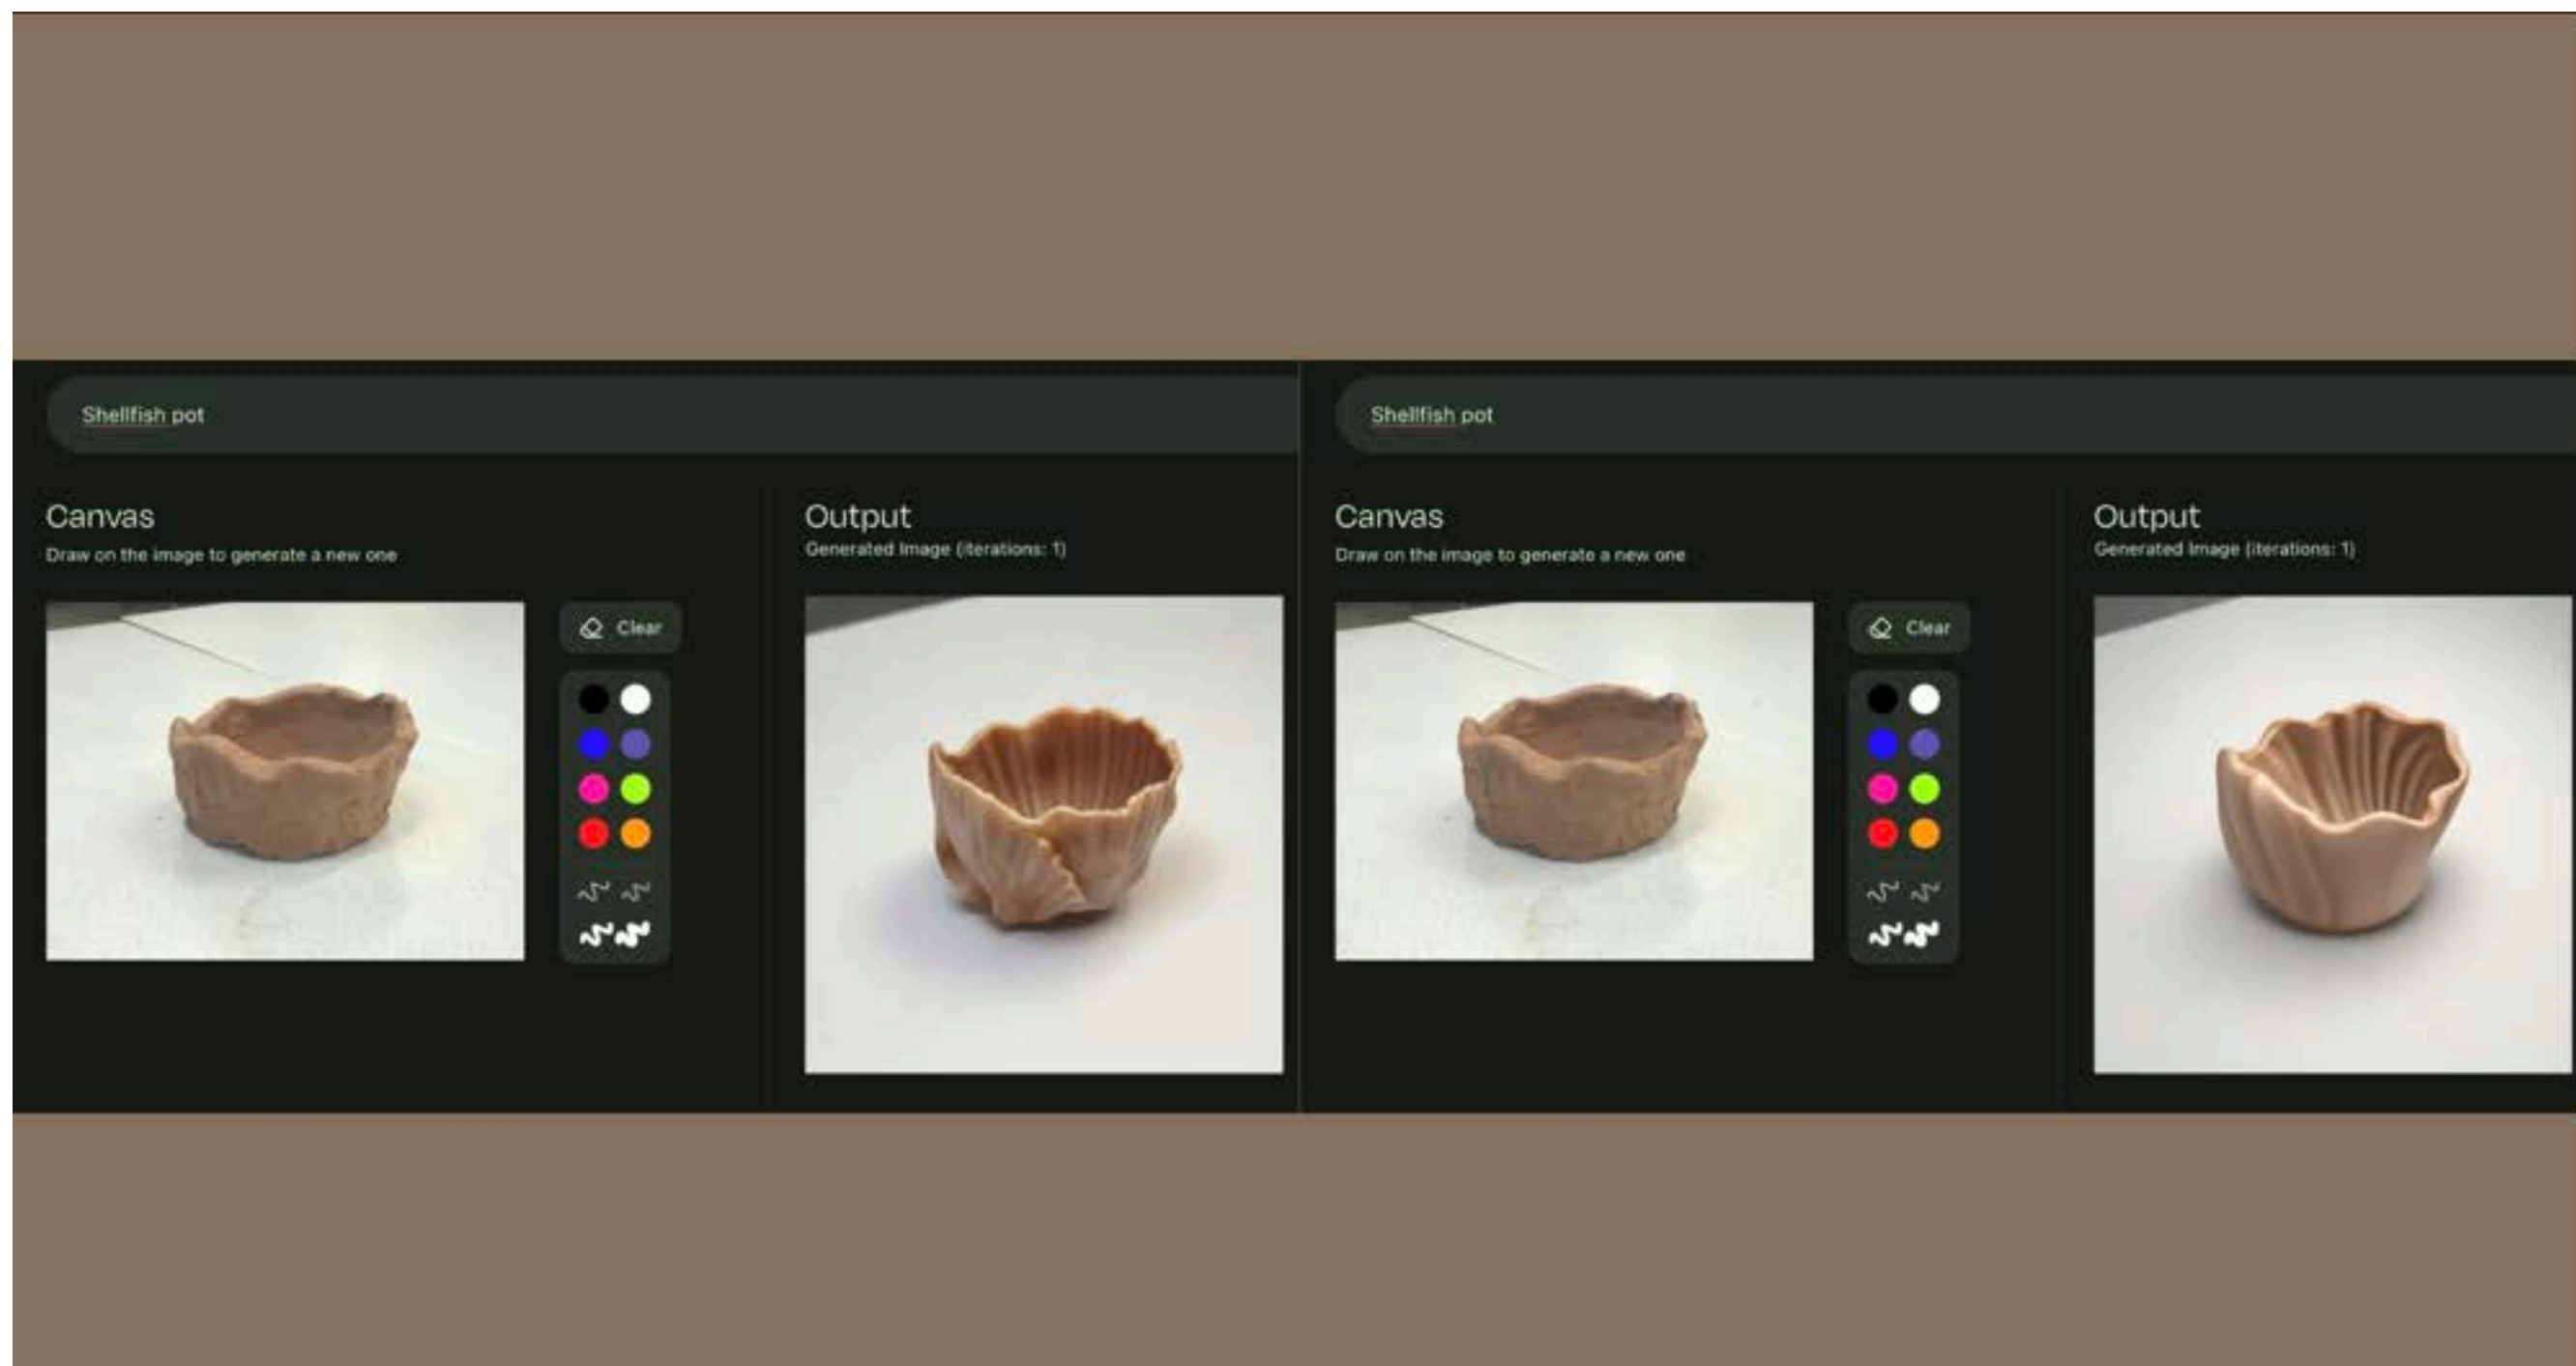 Shellfish pot
Canvas
Draw on the image to generate a new one
Clear
Output
Generated Image (iterations: 1)
Shellfish pot
Canvas
Draw on the image to generate a new one
Clear
Output
Generated Image (iterations: 1)